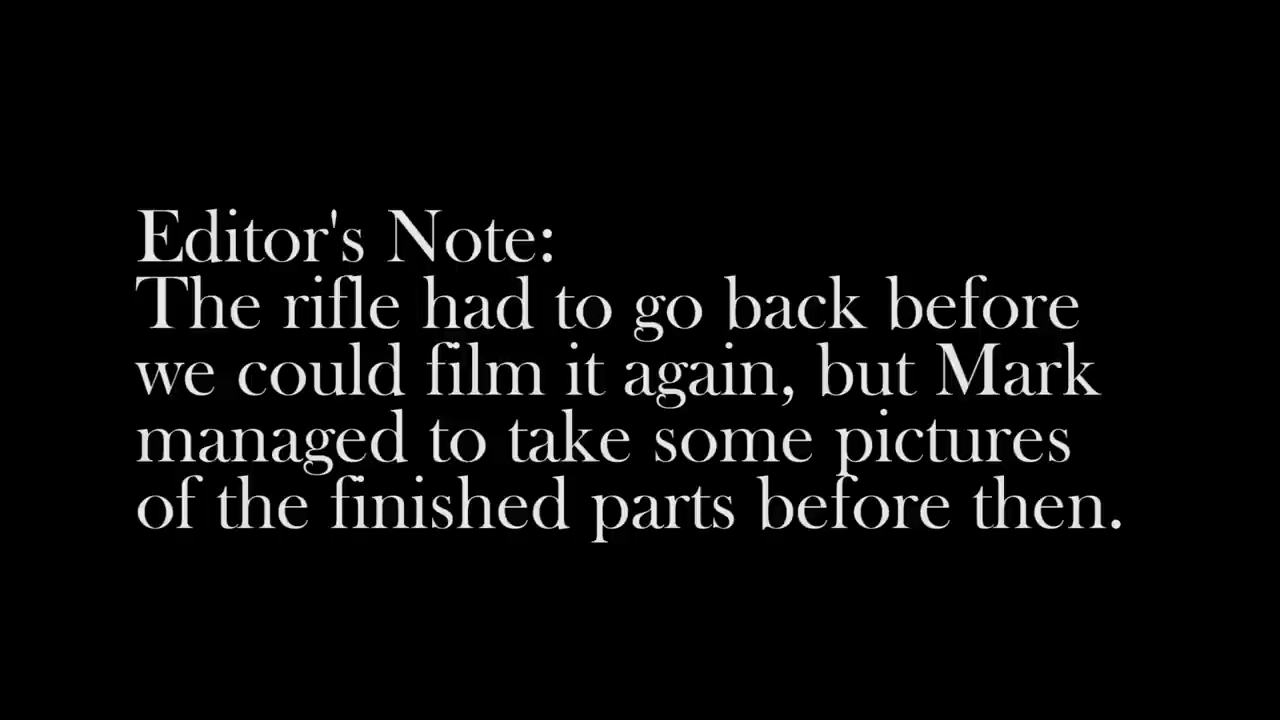 Editor's Note:
The rifle had to go back before
we could film it again, but Mark
managed to take some pictures
of the finished parts before then.